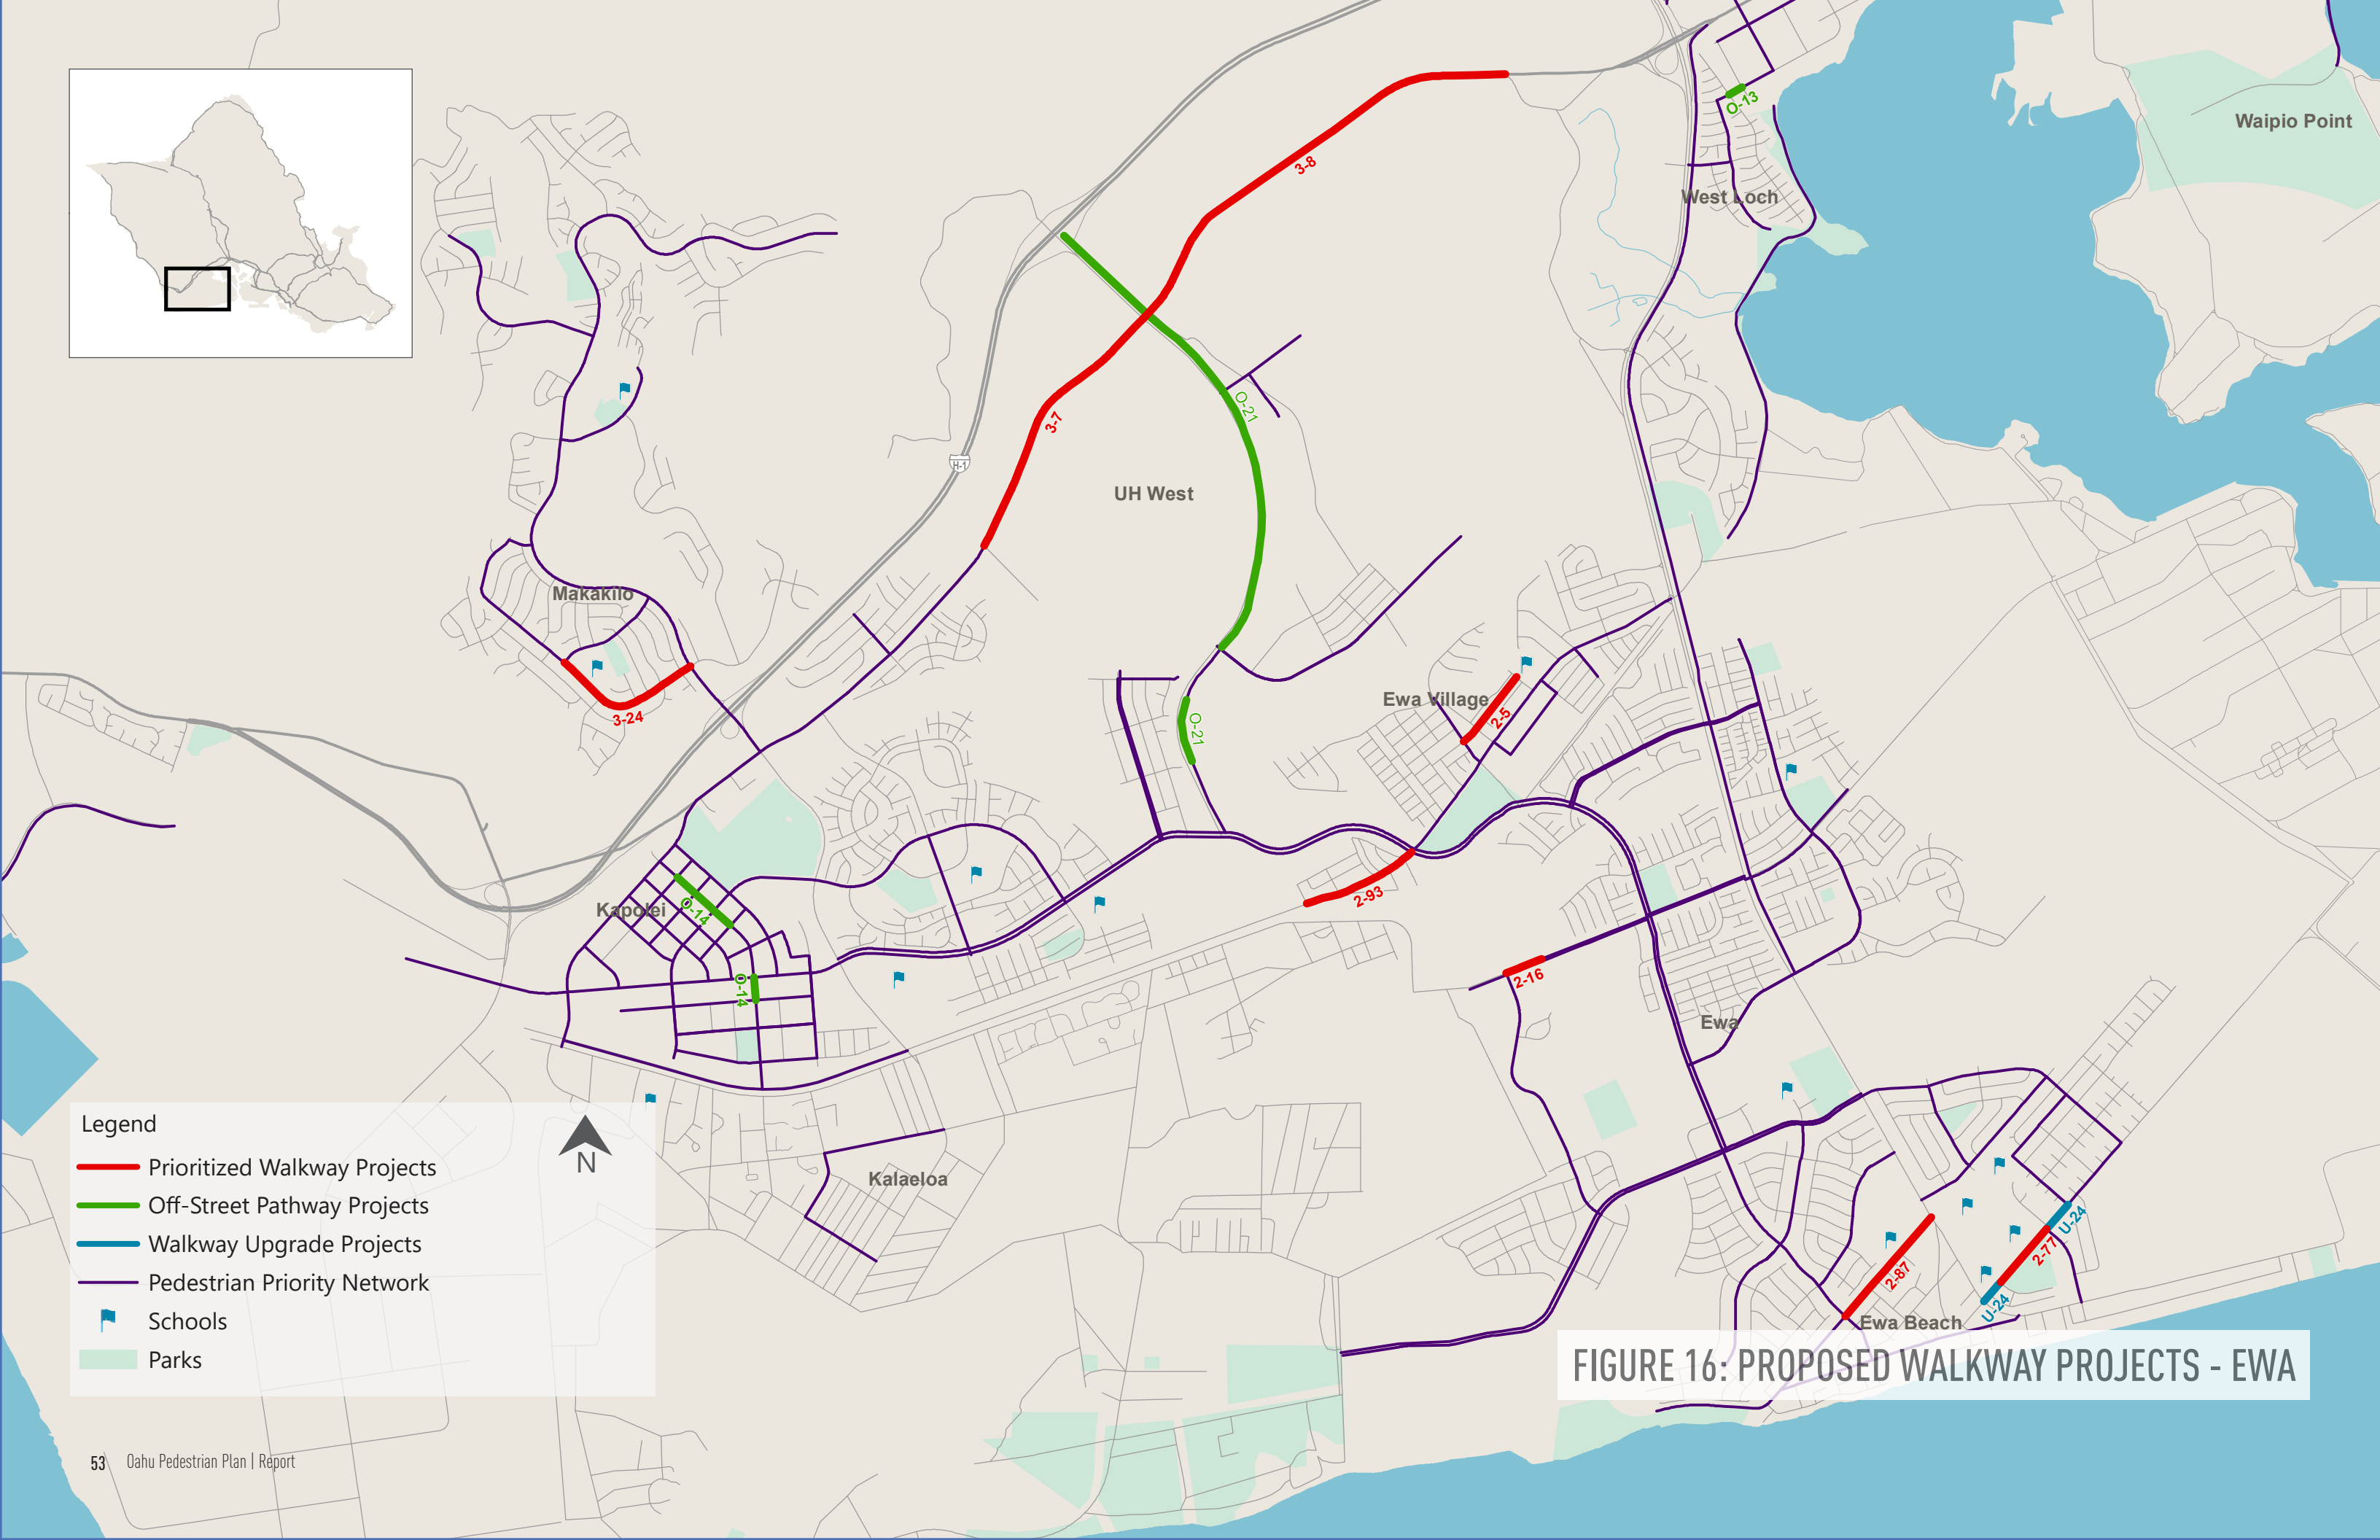 Waipio Point
O-13
3-8
West Loch
O-21
3-7
H-1
UH West
Makakilo
3-24
Ewa Village
2-5
O-21
2-93
Kapolei
O-14
O-14
2-16
Ewa
Kalaeloa
U-24
2-77
2-87
U-24
Ewa Beach
Legend
N
Prioritized Walkway Projects
Off-Street Pathway Projects
Walkway Upgrade Projects
Pedestrian Priority Network
Schools
Parks
FIGURE 16: PROPOSED WALKWAY PROJECTS - EWA
53 Oahu Pedestrian Plan | Report